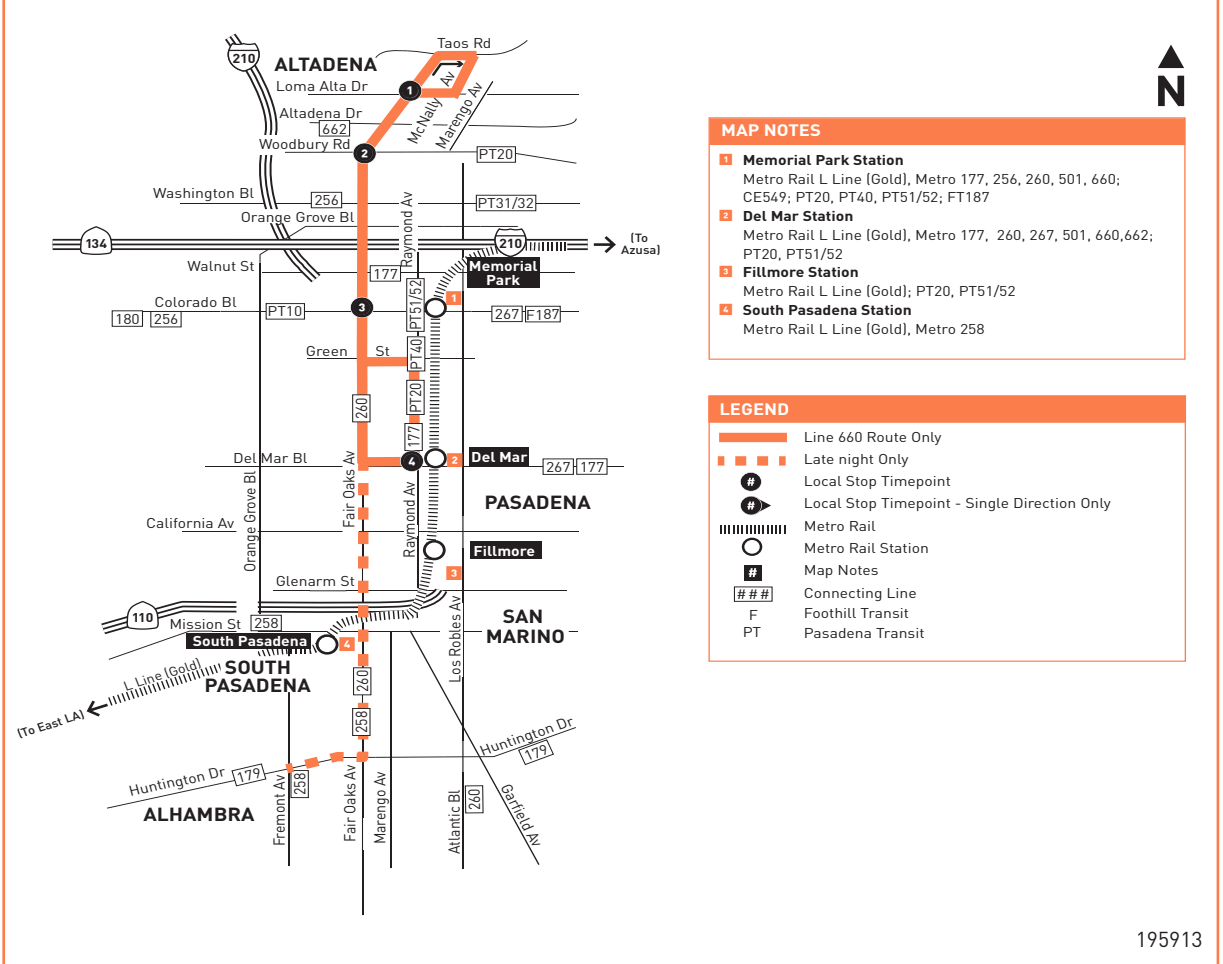 Taos Rd
210
ALTADENA
Loma Alta Dr
1
Av
McNally
Marengo Av
Altadena Dr
662
Woodbury Rd
2
PT20
Washington Bl
256
PT31/32
Orange Grove Bl
Raymond Av
134
210
(To
Azusa)
Walnut St
177
Memorial
Park
Colorado Bl
180
256
PT10
3
PT51/52
1
267
F187
Green
St
PT40
260
PT20
177
Del Mar Bl
4
2
Del Mar
267
177
Orange Grove Bl
Fair Oaks Av
Raymond Av
PASADENA
California Av
Fillmore
3
Glenarm St
110
Mission St
258
Los Robles Av
SAN
MARINO
South Pasadena
4
L Line (Gold)
SOUTH
PASADENA
(To East LA)
260
258
Huntington Dr
179
Huntington Dr
179
258
ALHAMBRA
Fremont Av
Fair Oaks Av
Marengo Av
Atlantic Bl
260
Garfield Av
N
MAP NOTES
1 Memorial Park Station
Metro Rail L Line (Gold), Metro 177, 256, 260, 501, 660;
CE549; PT20, PT40, PT51/52; FT187
2 Del Mar Station
Metro Rail L Line (Gold), Metro 177, 260, 267, 501, 660,662;
PT20, PT51/52
3 Fillmore Station
Metro Rail L Line (Gold); PT20, PT51/52
4 South Pasadena Station
Metro Rail L Line (Gold), Metro 258
LEGEND
Line 660 Route Only
Late night Only
# Local Stop Timepoint
# Local Stop Timepoint - Single Direction Only
Metro Rail
Metro Rail Station
# Map Notes
### Connecting Line
F Foothill Transit
PT Pasadena Transit
195913